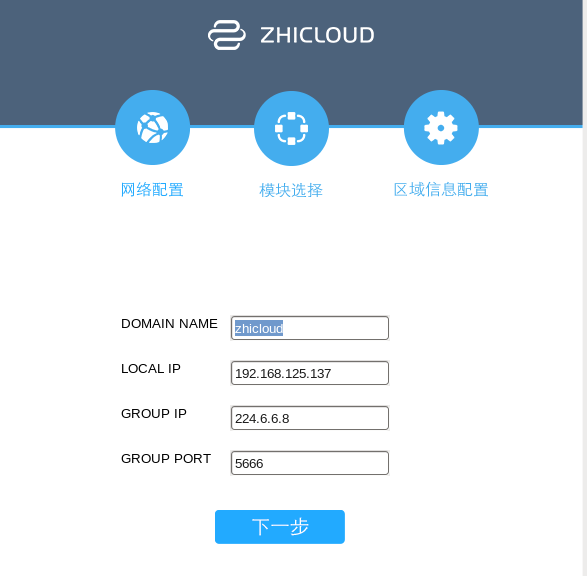 ZHICLOUD
网络配置
模块选择
区域信息配置
DOMAIN NAME zhicloud
LOCAL IP 192.168.125.137
GROUP IP 224.6.6.8
GROUP PORT 5666
下一步